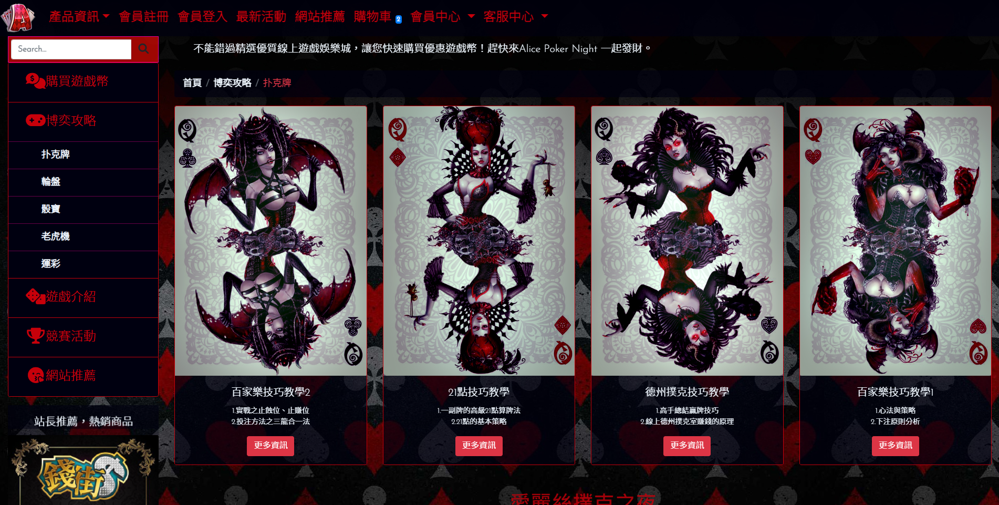 產品資訊 會員註冊 會員登入 最新活動 網站推薦 購物車 2 會員中心 客服中心
Search...
不能錯過精選優質線上遊戲娛樂城，讓您快速購買優惠遊戲幣！趕快來Alice Poker Night 一起發財。
購買遊戲幣
博奕攻略
扑克牌
輪盤
骰寶
老虎機
運彩
遊戲介紹
競賽活動
網站推薦
站長推薦，熱銷商品
錢街
首頁 / 博奕攻略 / 扑克牌
Q
Q
百家樂技巧教學2
1.實戰之止蝕位、止賺位
2.投注方法之三龍合一法
更多資訊
Q
Q
21點技巧教學
1.一副牌的高級21點算牌法
2.21點的基本策略
更多資訊
Q
Q
德州撲克技巧教學
1.高手總結贏牌技巧
2.線上德州撲克室賺錢的原理
更多資訊
Q
Q
百家樂技巧教學1
1.心法與策略
2.下注原則分析
更多資訊
愛麗絲撲克之夜